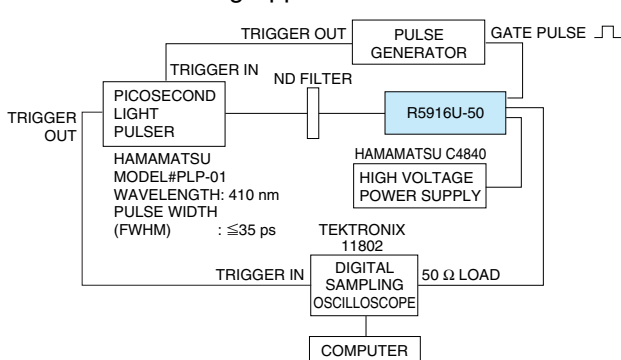 TRIGGER OUT
PULSE
GENERATOR
GATE PULSE
TRIGGER IN
ND FILTER
PICOSECOND
LIGHT
PULSER
TRIGGER
OUT
R5916U-50
HAMAMATSU
MODEL#PLP-01
WAVELENGTH: 410 nm
PULSE WIDTH
(FWHM) : ≦35 ps
HAMAMATSU C4840
HIGH VOLTAGE
POWER SUPPLY
TEKTRONIX
11802
TRIGGER IN
DIGITAL
SAMPLING
OSCILLOSCOPE
50 Ω LOAD
COMPUTER